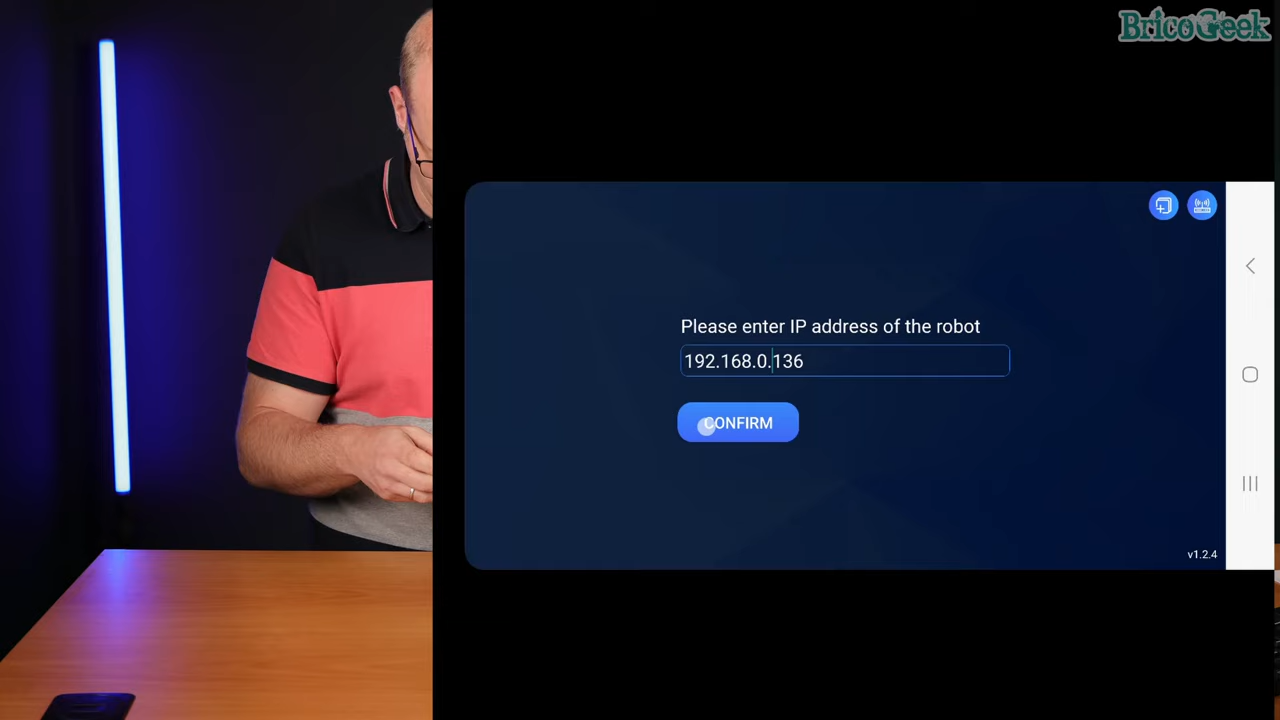 BricoGeek
Please enter IP address of the robot
192.168.0.136
CONFIRM
v1.2.4